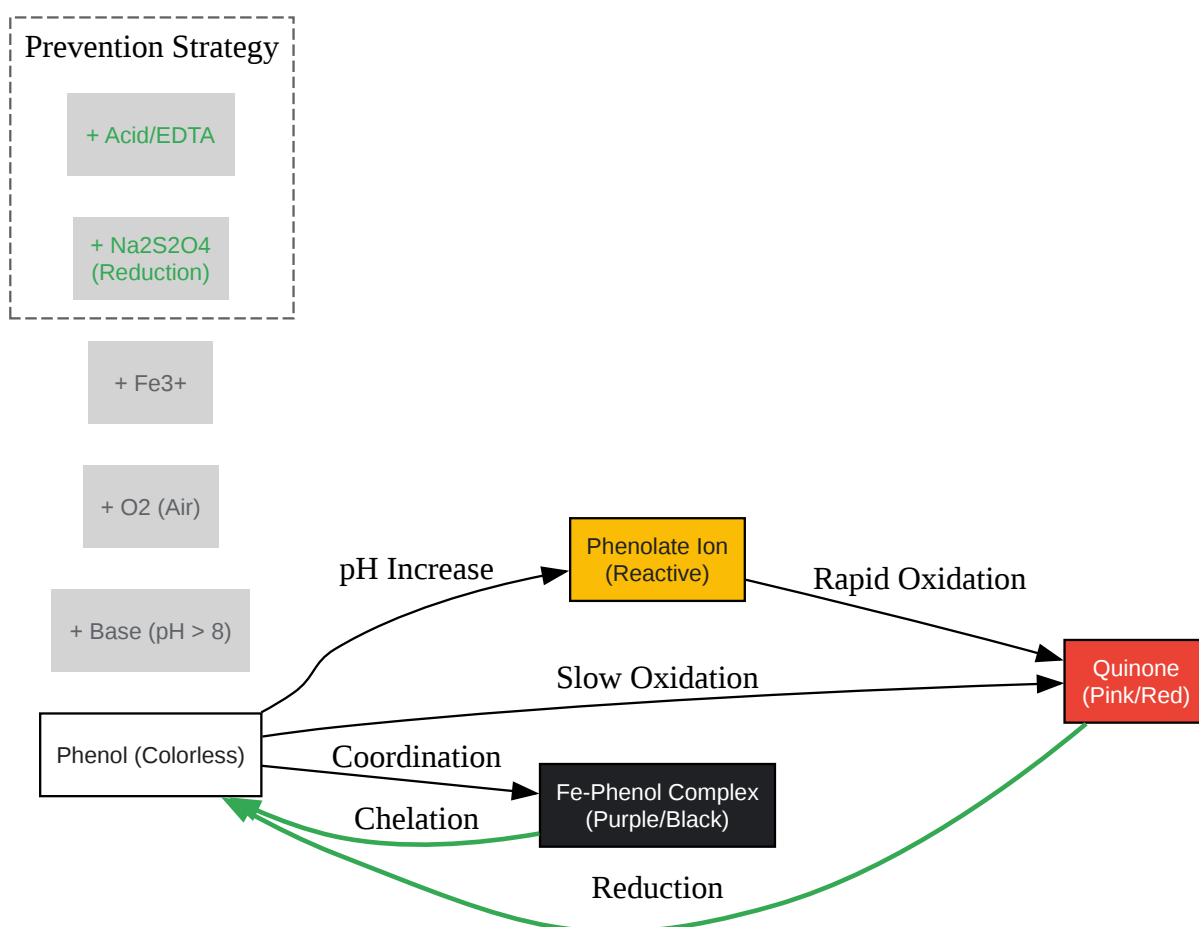 Prevention Strategy
+ Acid/EDTA
+ Na2S2O4
(Reduction)
+ Fe3+
+ O2 (Air)
+ Base (pH > 8)
Phenol (Colorless)
pH Increase
Phenolate Ion
(Reactive)
Rapid Oxidation
Slow Oxidation
Quinone
(Pink/Red)
Coordination
Fe-Phenol Complex
(Purple/Black)
Chelation
Reduction